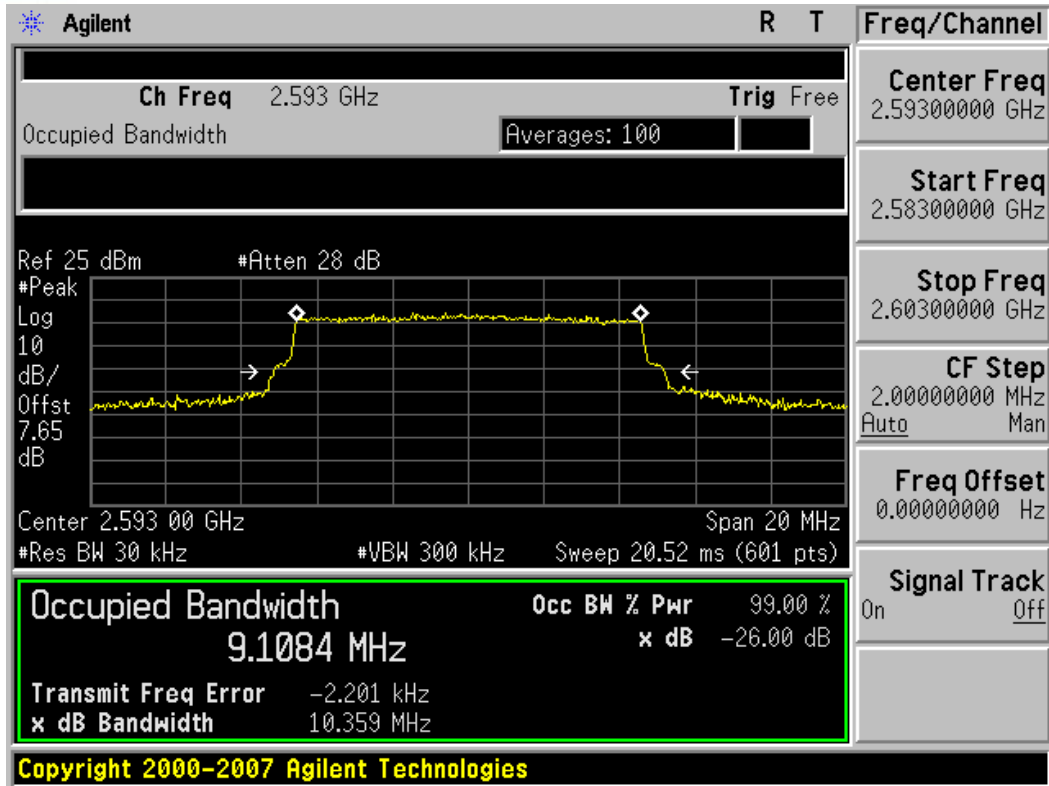 Agilent R T
Freq/Channel
Ch Freq 2.593 GHz Trig Free
Occupied Bandwidth Averages: 100
Ref 25 dBm #Atten 28 dB
#Peak
Log
10
dB/
Offst
7.65
dB
Center 2.593 00 GHz Span 20 MHz
#Res BW 30 kHz #VBW 300 kHz Sweep 20.52 ms (601 pts)
Occupied Bandwidth
9.1084 MHz
Occ BW % Pwr 99.00 %
x dB -26.00 dB
Transmit Freq Error -2.201 kHz
x dB Bandwidth 10.359 MHz
Copyright 2000-2007 Agilent Technologies
Center Freq
2.59300000 GHz
Start Freq
2.58300000 GHz
Stop Freq
2.60300000 GHz
CF Step
2.00000000 MHz
Auto Man
Freq Offset
0.00000000 Hz
Signal Track
On Off